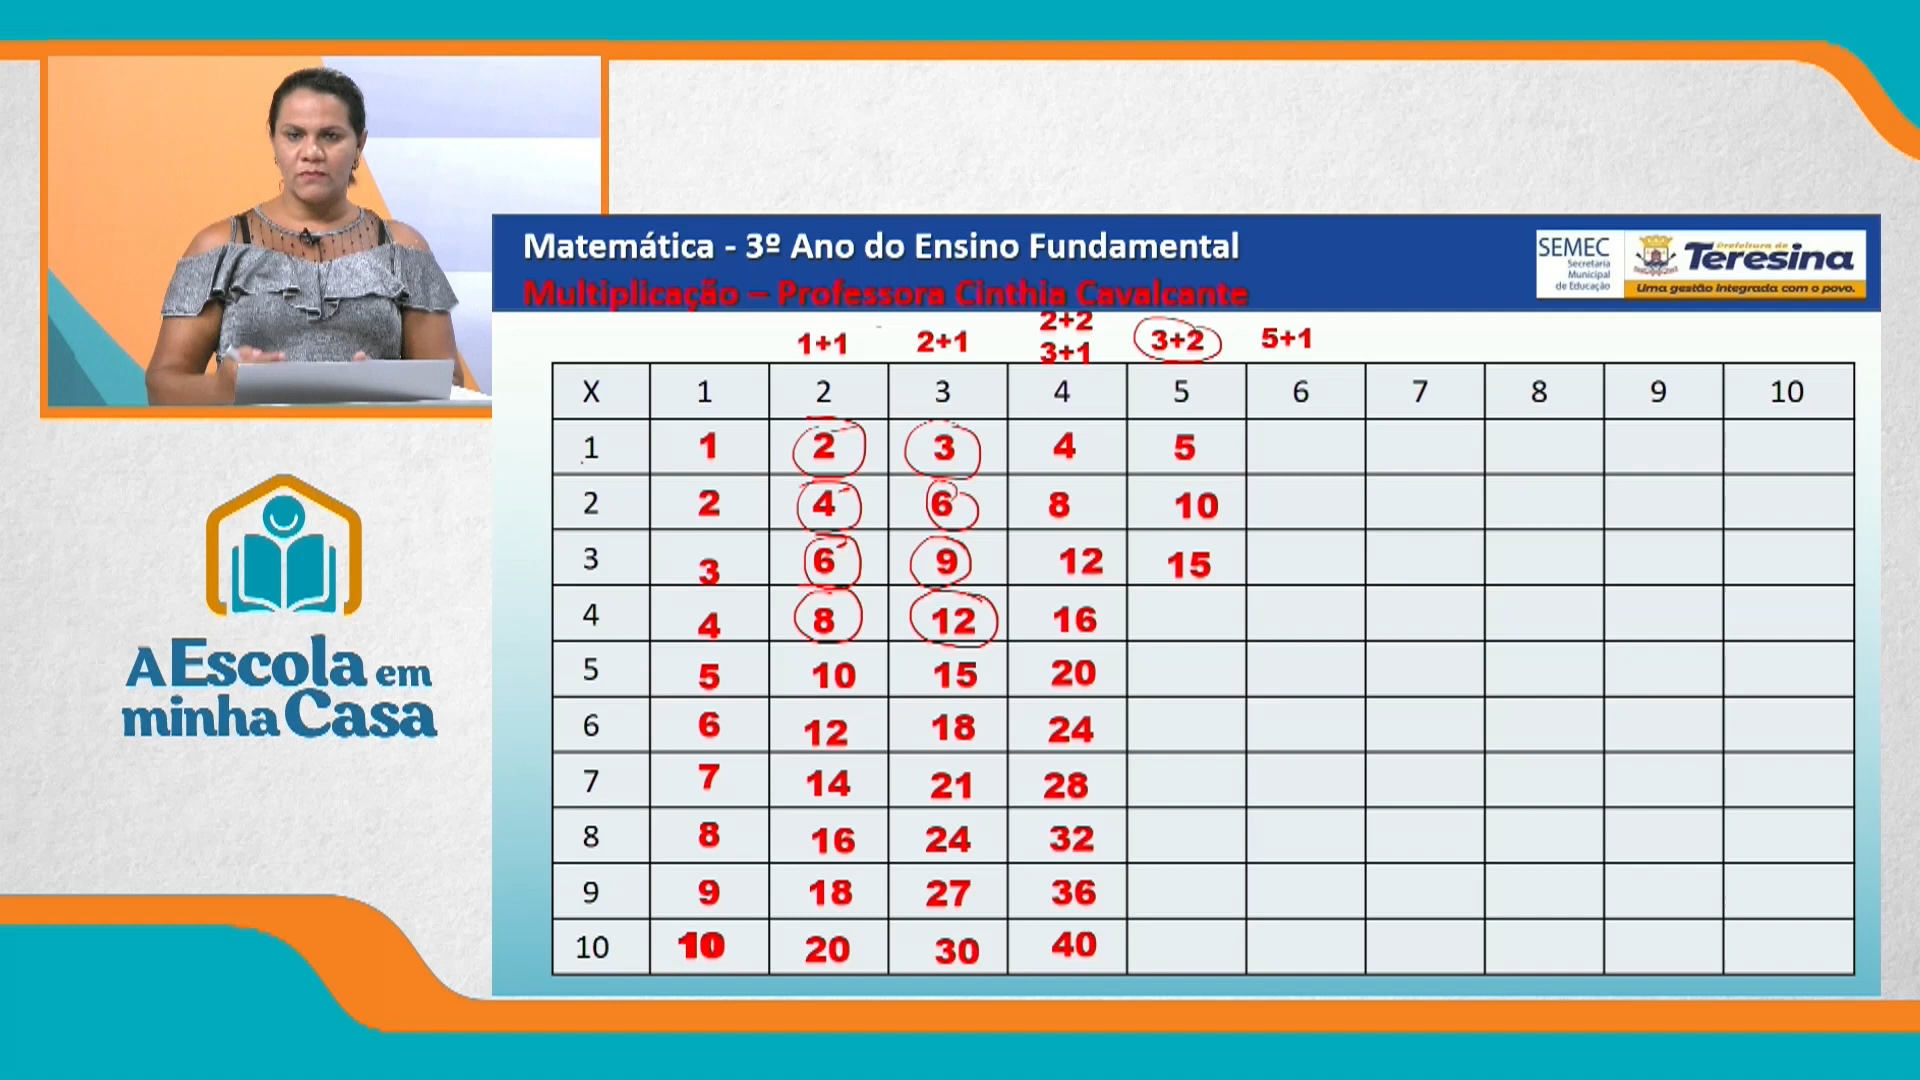 Matemática - 3º Ano do Ensino Fundamental
Multiplicação – Professora Cinthia Cavalcante
SEMEC
Secretaria
Municipal
de Educação
Prefeitura de
Teresina
Uma gestão integrada com o povo.
2+2
1+1 2+1 3+1 3+2 5+1
X 1 2 3 4 5 6 7 8 9 10
1 1 2 3 4 5
2 2 4 6 8 10
3 3 6 9 12 15
4 4 8 12 16
5 5 10 15 20
6 6 12 18 24
7 7 14 21 28
8 8 16 24 32
9 9 18 27 36
10 10 20 30 40
A Escola em
minha Casa